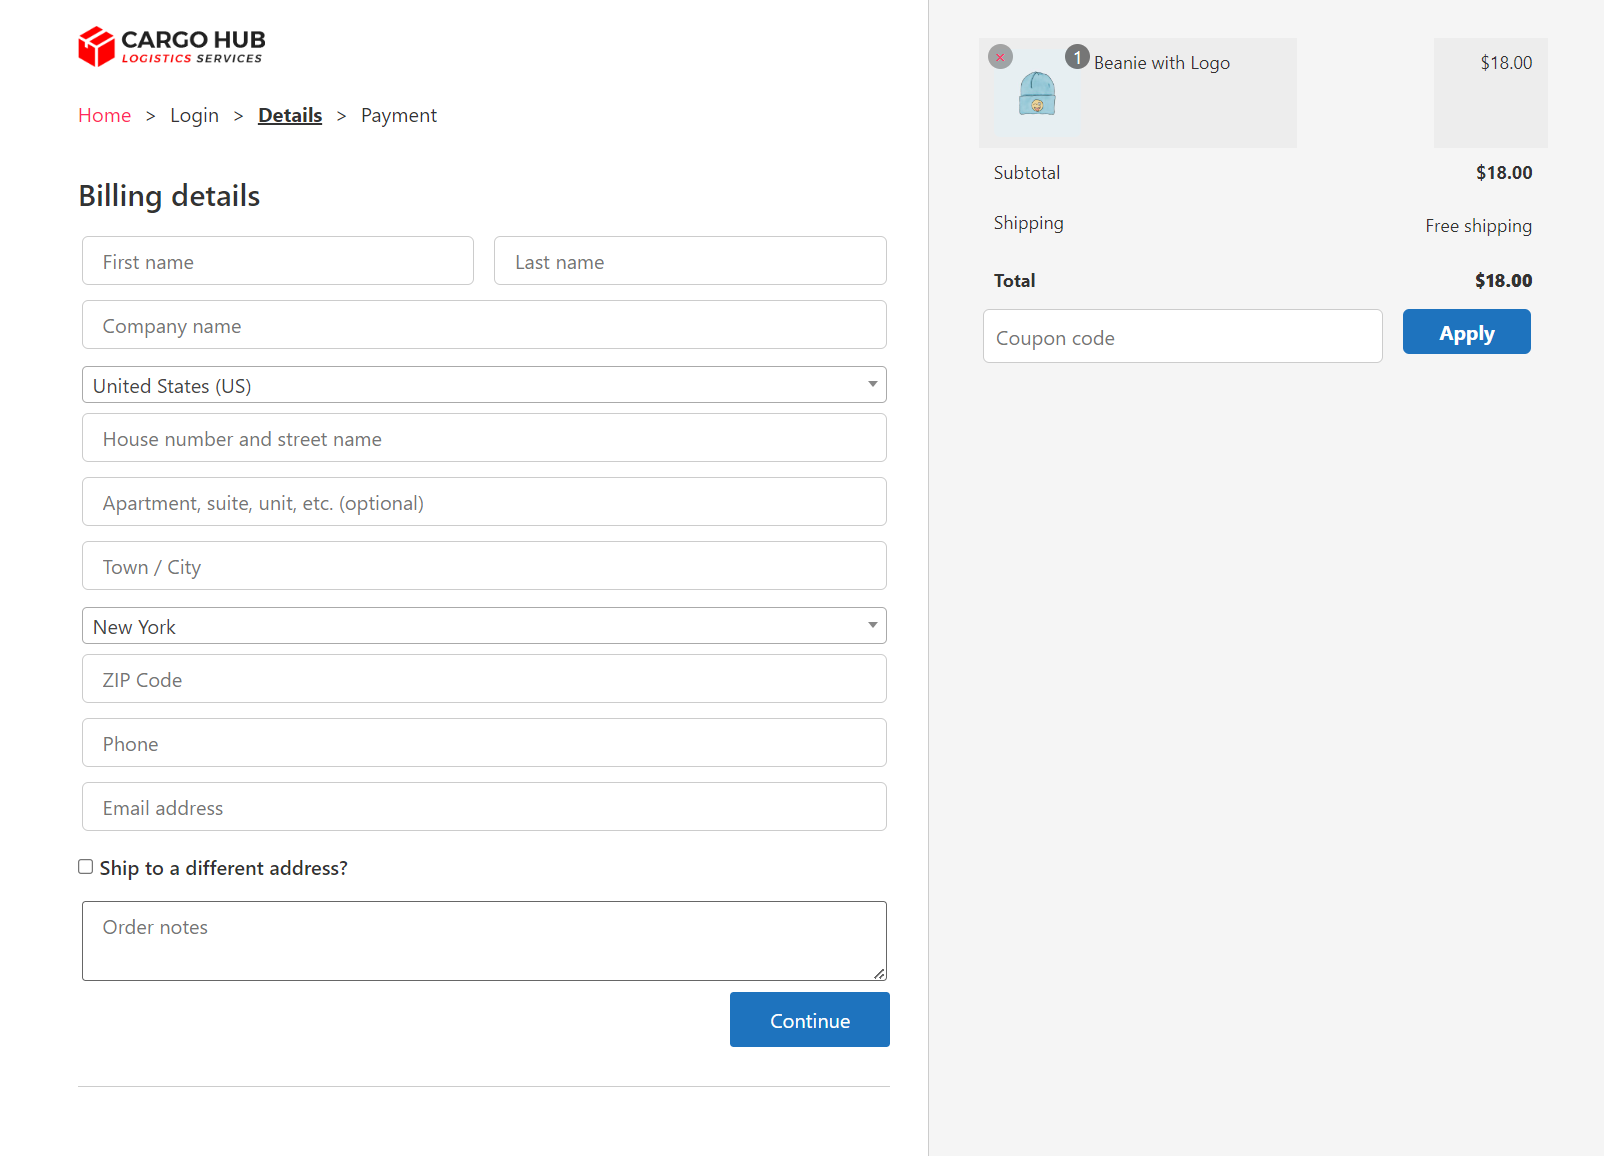 CARGO HUB
LOGISTICS SERVICES
Home > Login > Details > Payment
Billing details
First name
Last name
Company name
United States (US)
House number and street name
Apartment, suite, unit, etc. (optional)
Town / City
New York
ZIP Code
Phone
Email address
Ship to a different address?
Order notes
Continue
×
1
Beanie with Logo
$18.00
Subtotal
$18.00
Shipping
Free shipping
Total
$18.00
Coupon code
Apply